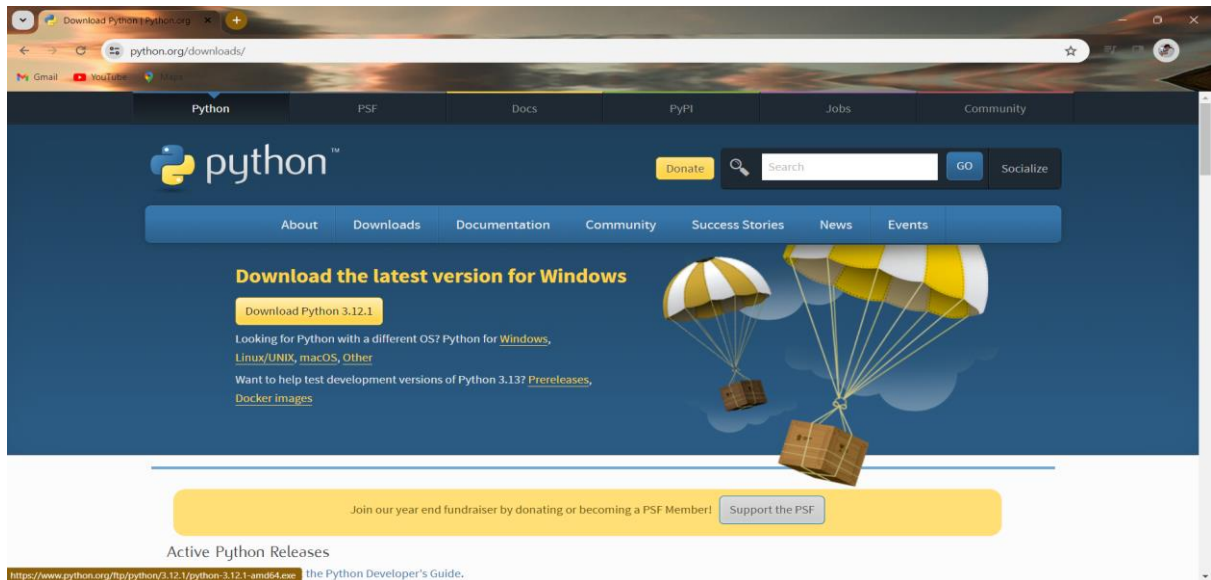 Download Python | Python.org
python.org/downloads/
Gmail YouTube Maps
Python PSF Docs PyPI Jobs Community
python™
Donate Search GO Socialize
About Downloads Documentation Community Success Stories News Events
Download the latest version for Windows
Download Python 3.12.1
Looking for Python with a different OS? Python for Windows,
Linux/UNIX, macOS, Other
Want to help test development versions of Python 3.13? Prereleases,
Docker images
Join our year end fundraiser by donating or becoming a PSF Member! Support the PSF
Active Python Releases
https://www.python.org/ftp/python/3.12.1/python-3.12.1-amd64.exe the Python Developer's Guide.